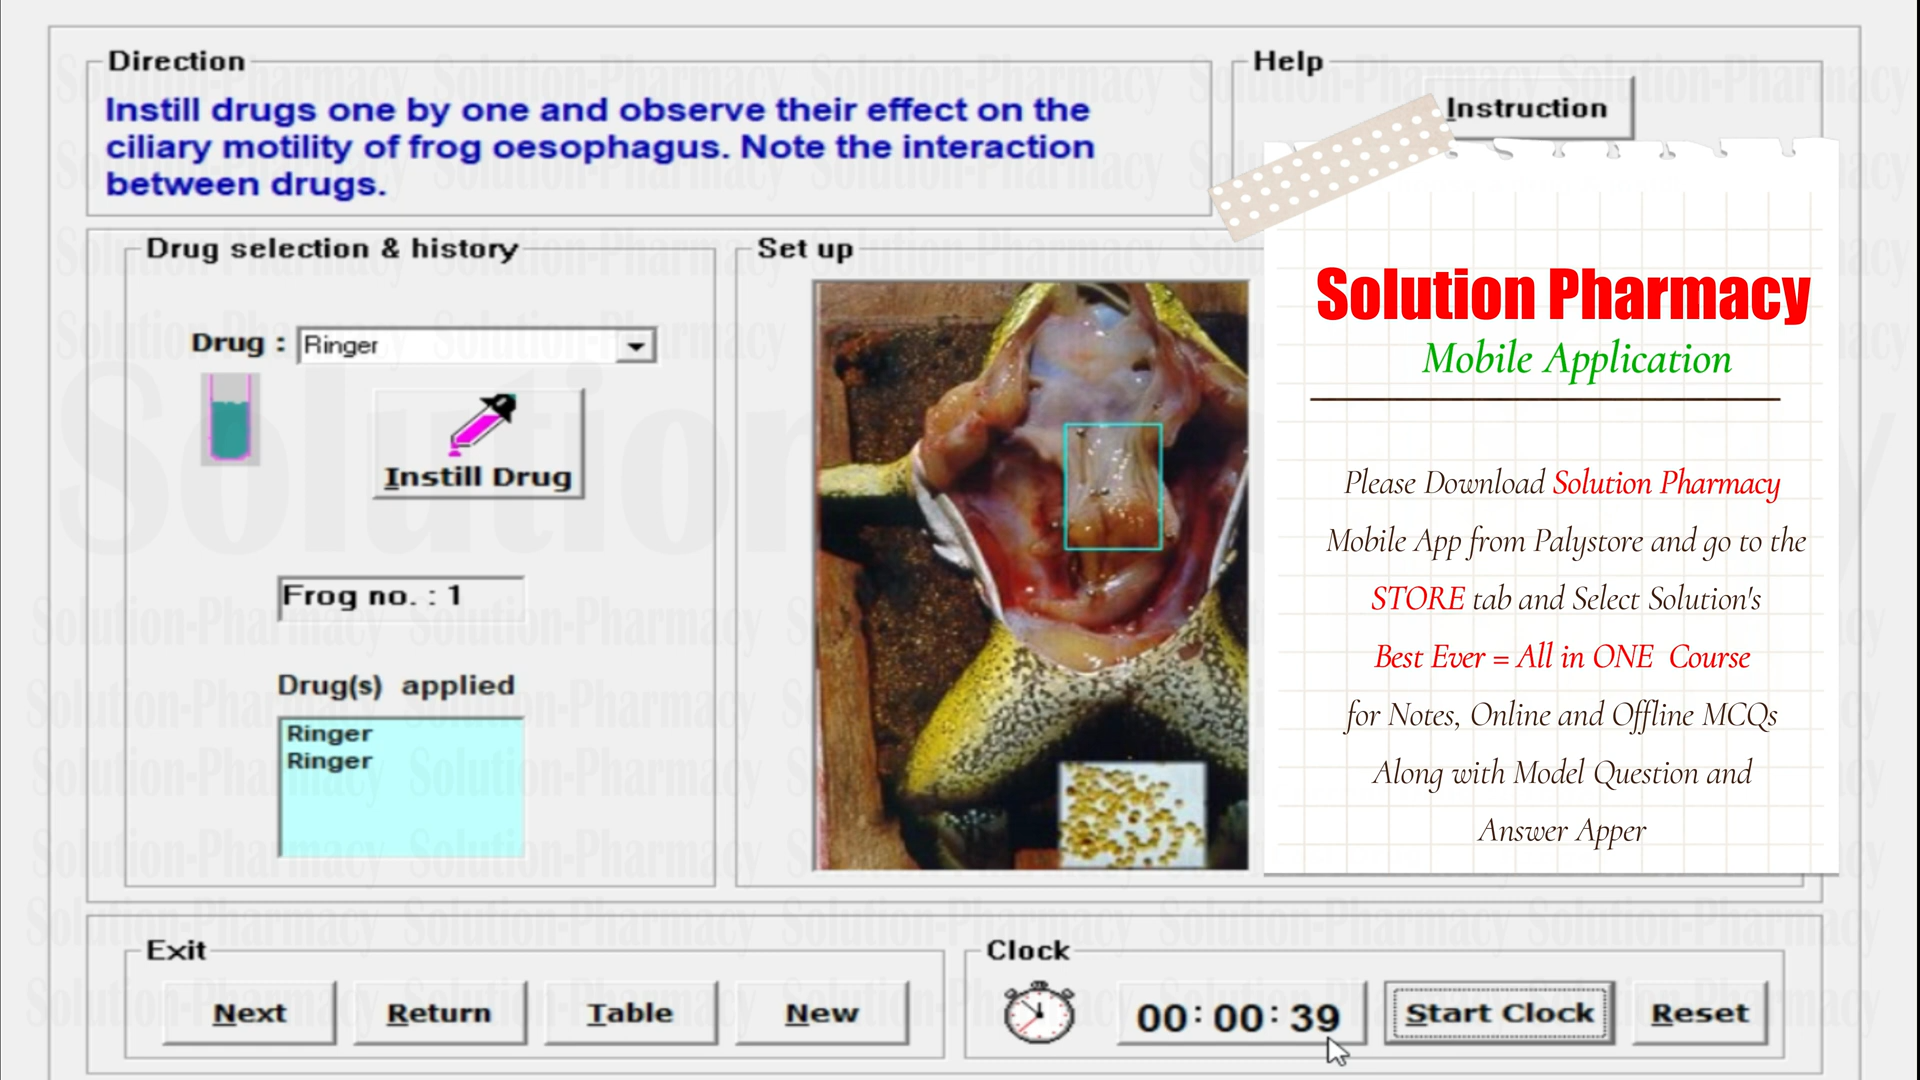 Direction
Instill drugs one by one and observe their effect on the
ciliary motility of frog oesophagus. Note the interaction
between drugs.
Help
Instruction
Drug selection & history
Drug :
Ringer
Instill Drug
Frog no. : 1
Drug(s) applied
Ringer
Ringer
Set up
Solution Pharmacy
Mobile Application
Please Download Solution Pharmacy
Mobile App from Palystore and go to the
STORE tab and Select Solution's
Best Ever = All in ONE Course
for Notes, Online and Offline MCQs
Along with Model Question and
Answer Apper
Exit
Next
Return
Table
New
Clock
00:00:39
Start Clock
Reset